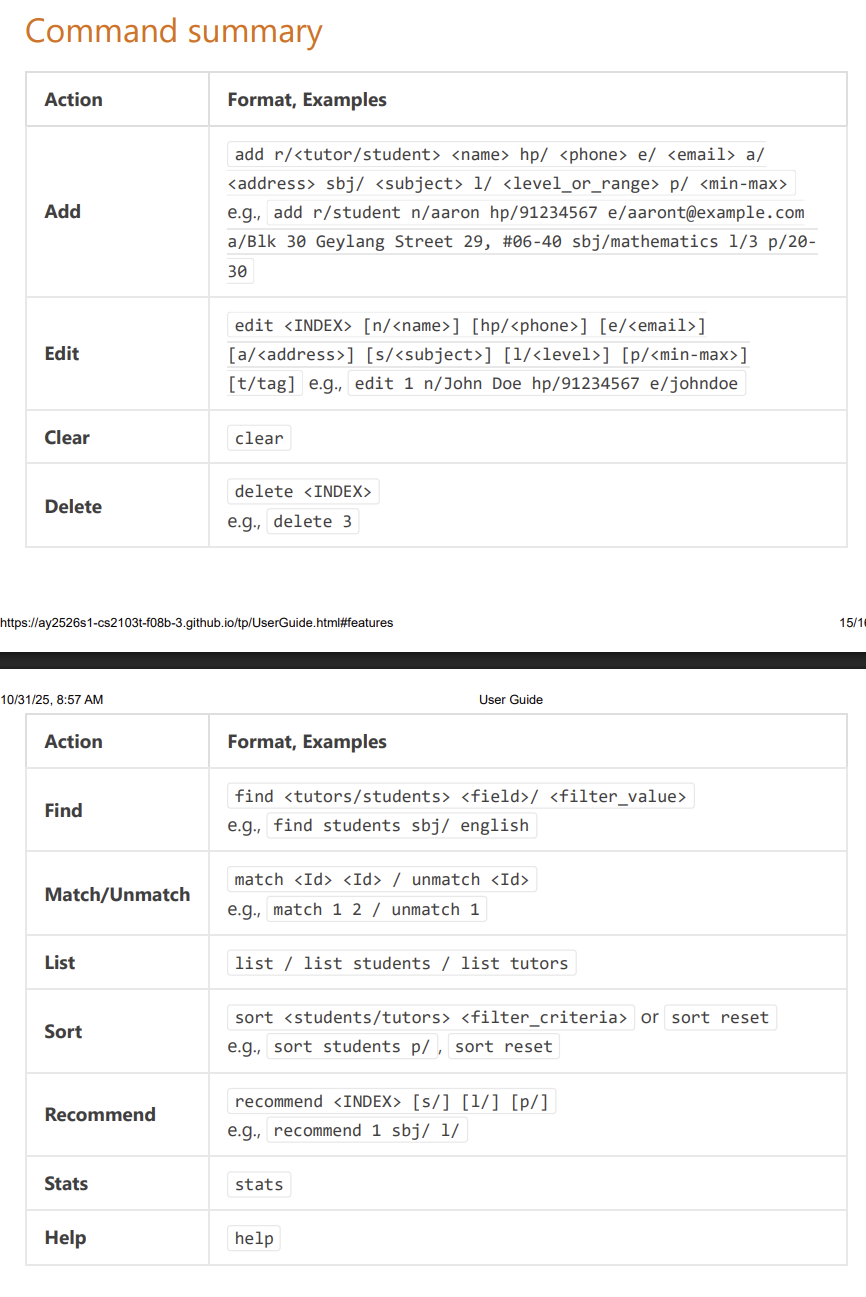 Command summary
Action Format, Examples
add r/<tutor/student> <name> hp/ <phone> e/ <email> a/
<address> sbj/ <subject> l/ <level_or_range> p/ <min-max>
Add
e.g., add r/student n/aaron hp/91234567 e/aaront@example.com
a/Blk 30 Geylang Street 29, #06-40 sbj/mathematics l/3 p/20-
30
edit <INDEX> [n/<name>] [hp/<phone>] [e/<email>]
Edit
[a/<address>] [s/<subject>] [l/<level>] [p/<min-max>]
[t/tag] e.g., edit 1 n/John Doe hp/91234567 e/johndoe
Clear clear
Delete
delete <INDEX>
e.g., delete 3
https://ay2526s1-cs2103t-f08b-3.github.io/tp/UserGuide.html#features
10/31/25, 8:57 AM User Guide
Action Format, Examples
Find
find <tutors/students> <field>/ <filter_value>
e.g., find students sbj/ english
Match/Unmatch
match <Id> <Id> / unmatch <Id>
e.g., match 1 2 / unmatch 1
List list / list students / list tutors
Sort
sort <students/tutors> <filter_criteria> or sort reset
e.g., sort students p/ , sort reset
Recommend
recommend <INDEX> [s/] [l/] [p/]
e.g., recommend 1 sbj/ l/
Stats stats
Help help